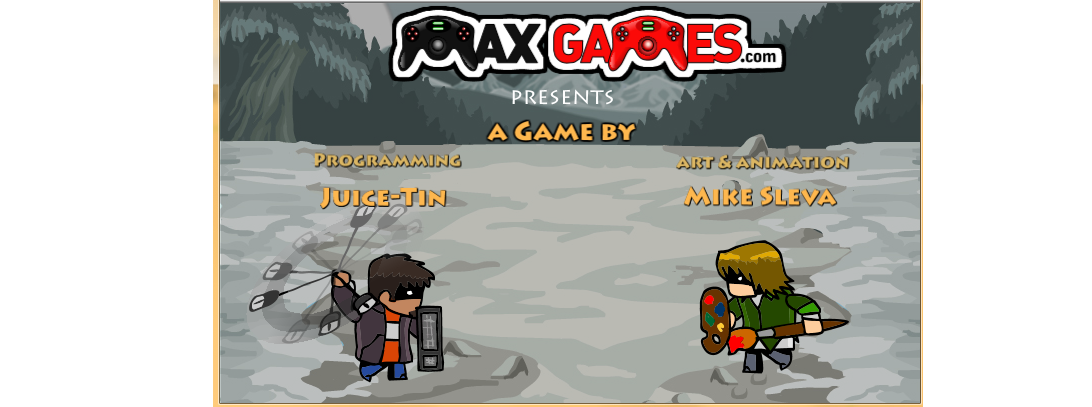 MAX GAMES.com
PRESENTS
A GAME BY
PROGRAMMING
JUICE-TIN
ART & ANIMATION
MIKE SLEVA